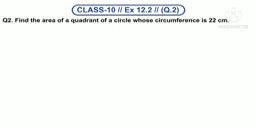 CLASS-10 // Ex 12.2 // (Q.2)
Q2. Find the area of a quadrant of a circle whose circumference is 22 cm.